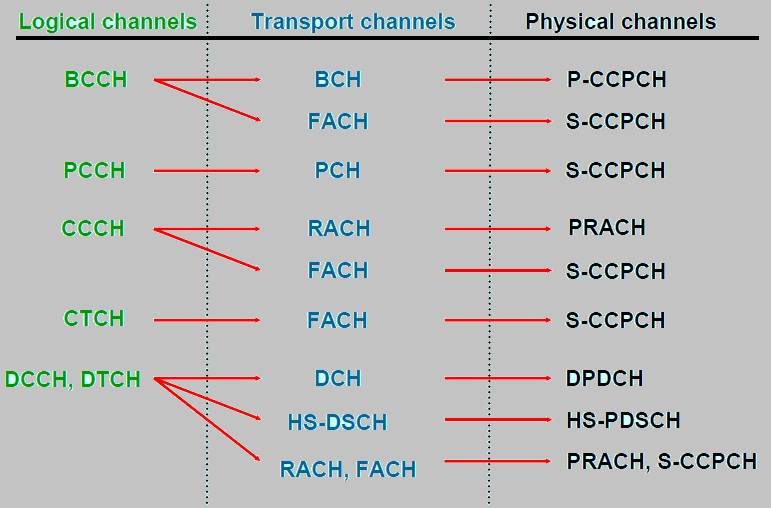 Logical channels Transport channels Physical channels
BCCH BCH P-CCPCH
FACH S-CCPCH
PCCH PCH S-CCPCH
CCCH RACH PRACH
FACH S-CCPCH
CTCH FACH S-CCPCH
DCCH, DTCH DCH DPDCH
HS-DSCH HS-PDSCH
RACH, FACH PRACH, S-CCPCH